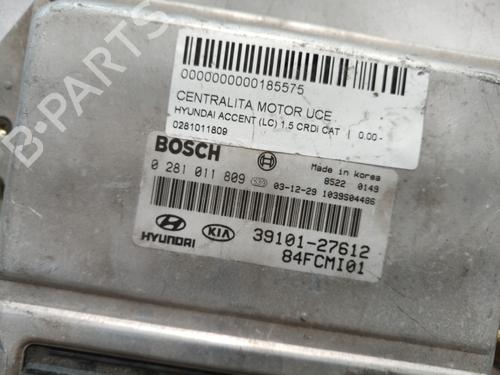 0000000000185575
CENTRALITA MOTOR UCE
HYUNDAI ACCENT (LC) 1.5 CRDI CAT | 0.00 -
0281011809
BOSCH
Made in Korea
0 281 011 809
8522 0149
03-12-29 1039S04486
HYUNDAI KIA 39101-27612
84FCMI01
B-PARTS